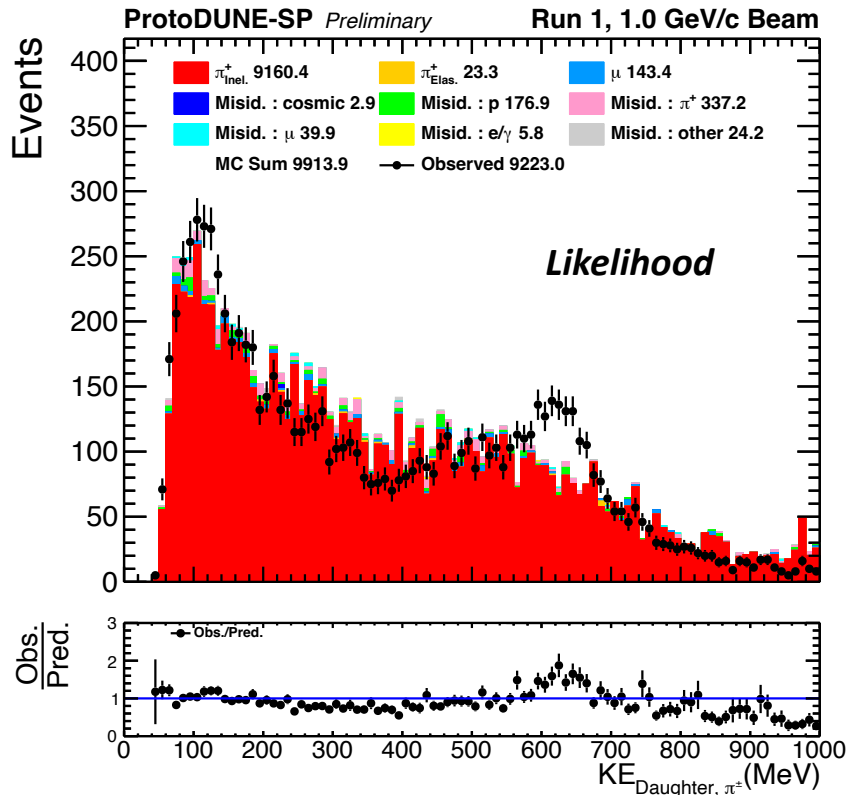 ProtoDUNE-SP Preliminary Run 1, 1.0 GeV/c Beam
Events
400
350
300
250
200
150
100
50
0
π⁺Inel. 9160.4 π⁺Elas. 23.3 μ 143.4
Misid. : cosmic 2.9 Misid. : p 176.9 Misid. : π⁺ 337.2
Misid. : μ 39.9 Misid. : e/γ 5.8 Misid. : other 24.2
MC Sum 9913.9 Observed 9223.0
Likelihood
Obs.
Pred.
3
2
1
0
Obs./Pred.
0 100 200 300 400 500 600 700 800 900 1000
KE Daughter, π± (MeV)